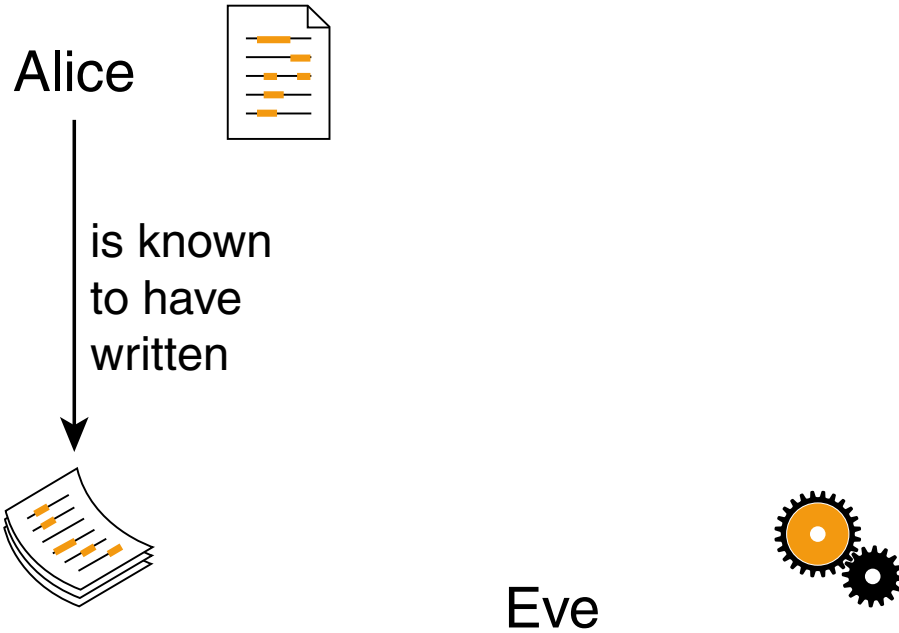 Alice
is known
to have
written
Eve